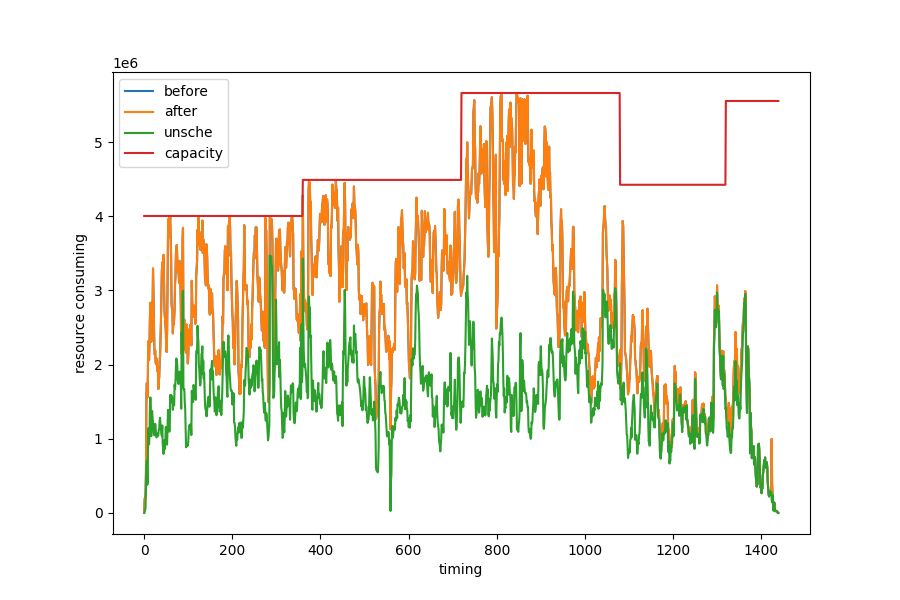 1e6
before
after
unsche
capacity
5
4
3
2
1
0
resource consuming
0 200 400 600 800 1000 1200 1400
timing